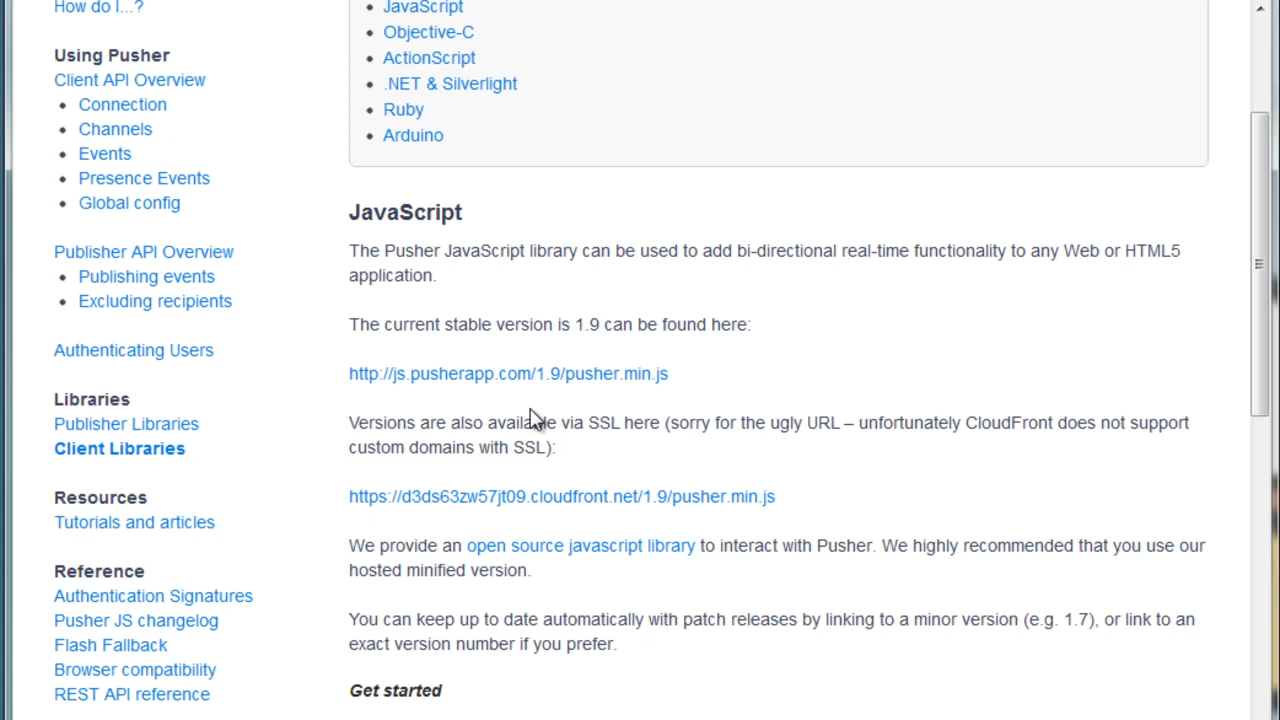 How do I...?
Using Pusher
Client API Overview
Connection
Channels
Events
Presence Events
Global config
Publisher API Overview
Publishing events
Excluding recipients
Authenticating Users
Libraries
Publisher Libraries
Client Libraries
Resources
Tutorials and articles
Reference
Authentication Signatures
Pusher JS changelog
Flash Fallback
Browser compatibility
REST API reference
JavaScript
Objective-C
ActionScript
.NET & Silverlight
Ruby
Arduino
JavaScript
The Pusher JavaScript library can be used to add bi-directional real-time functionality to any Web or HTML5
application.
The current stable version is 1.9 can be found here:
http://js.pusherapp.com/1.9/pusher.min.js
Versions are also available via SSL here (sorry for the ugly URL – unfortunately CloudFront does not support
custom domains with SSL):
https://d3ds63zw57jt09.cloudfront.net/1.9/pusher.min.js
We provide an open source javascript library to interact with Pusher. We highly recommended that you use our
hosted minified version.
You can keep up to date automatically with patch releases by linking to a minor version (e.g. 1.7), or link to an
exact version number if you prefer.
Get started